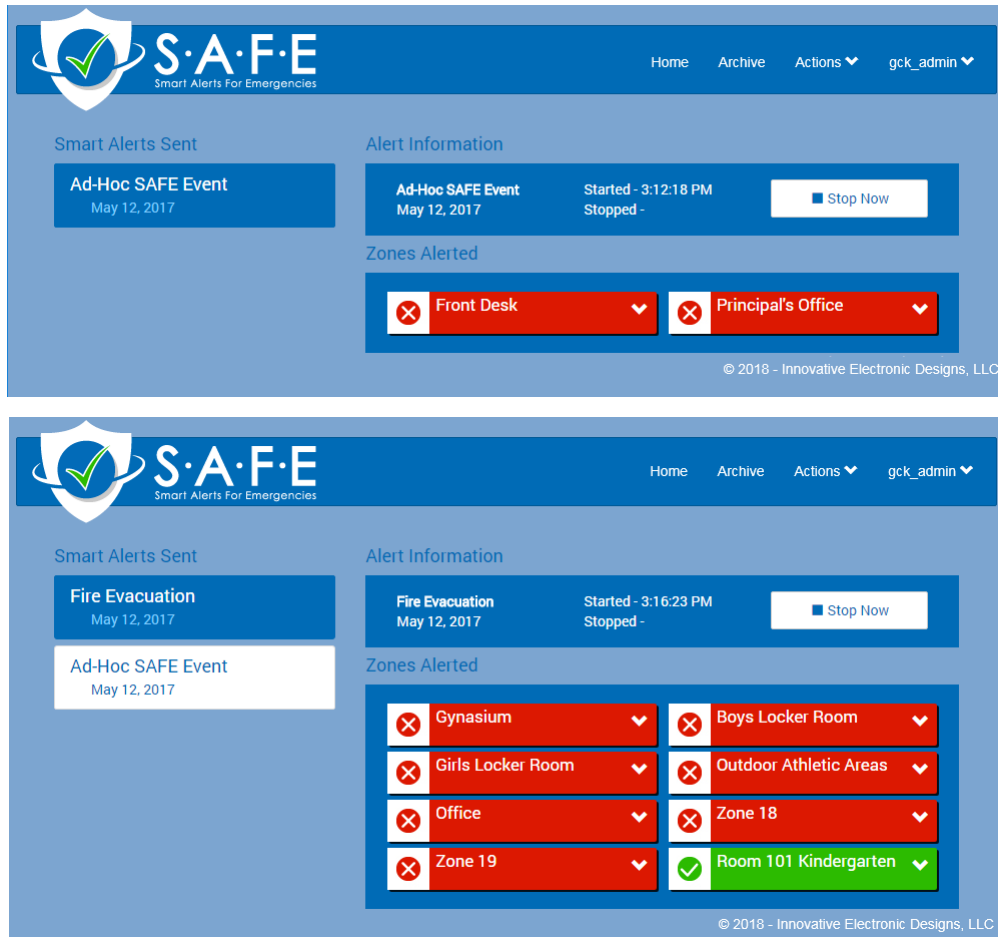 S·A·F·E
Smart Alerts For Emergencies
Home Archive Actions gck_admin
Smart Alerts Sent
Ad-Hoc SAFE Event
May 12, 2017
Alert Information
Ad-Hoc SAFE Event Started - 3:12:18 PM
May 12, 2017 Stopped -
Stop Now
Zones Alerted
Front Desk Principal's Office
© 2018 - Innovative Electronic Designs, LLC
S·A·F·E
Smart Alerts For Emergencies
Home Archive Actions gck_admin
Smart Alerts Sent
Fire Evacuation
May 12, 2017
Ad-Hoc SAFE Event
May 12, 2017
Alert Information
Fire Evacuation Started - 3:16:23 PM
May 12, 2017 Stopped -
Stop Now
Zones Alerted
Gynasium Boys Locker Room
Girls Locker Room Outdoor Athletic Areas
Office Zone 18
Zone 19 Room 101 Kindergarten
© 2018 - Innovative Electronic Designs, LLC